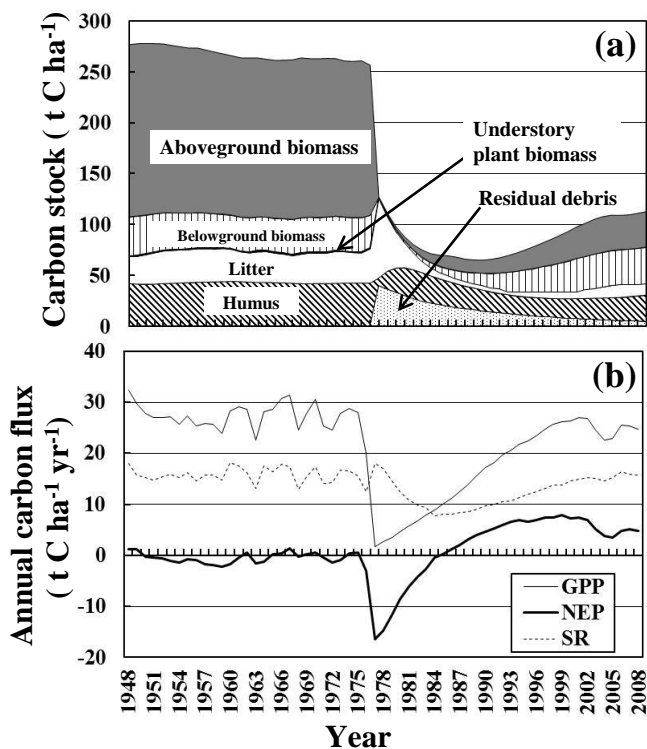 Carbon stock ( t C ha-1)
300
250
200
150
100
50
0
(a)
Aboveground biomass
Understory
plant biomass
Residual debris
Belowground biomass
Litter
Humus
Annual carbon flux
( t C ha-1 yr-1)
40
30
20
10
0
-10
-20
(b)
GPP
NEP
SR
1948
1951
1954
1957
1960
1963
1966
1969
1972
1975
1978
1981
1984
1987
1990
1993
1996
1999
2002
2005
2008
Year